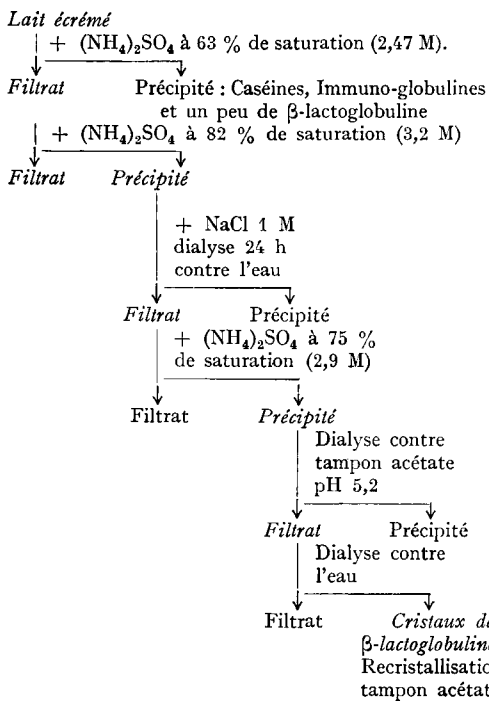 Lait écrémé
+ (NH4)2SO4 à 63 % de saturation (2,47 M).
Filtrat Précipité : Caséines, Immuno-globulines
et un peu de β-lactoglobuline
+ (NH4)2SO4 à 82 % de saturation (3,2 M)
Filtrat Précipité
+ NaCl 1 M
dialyse 24 h
contre l'eau
Filtrat Précipité
+ (NH4)2SO4 à 75 %
de saturation (2,9 M)
Filtrat Précipité
Dialyse contre
tampon acétate
pH 5,2
Filtrat Précipité
Dialyse contre
l'eau
Filtrat Cristaux de
β-lactoglobulin
Recristallisatio
tampon acétat